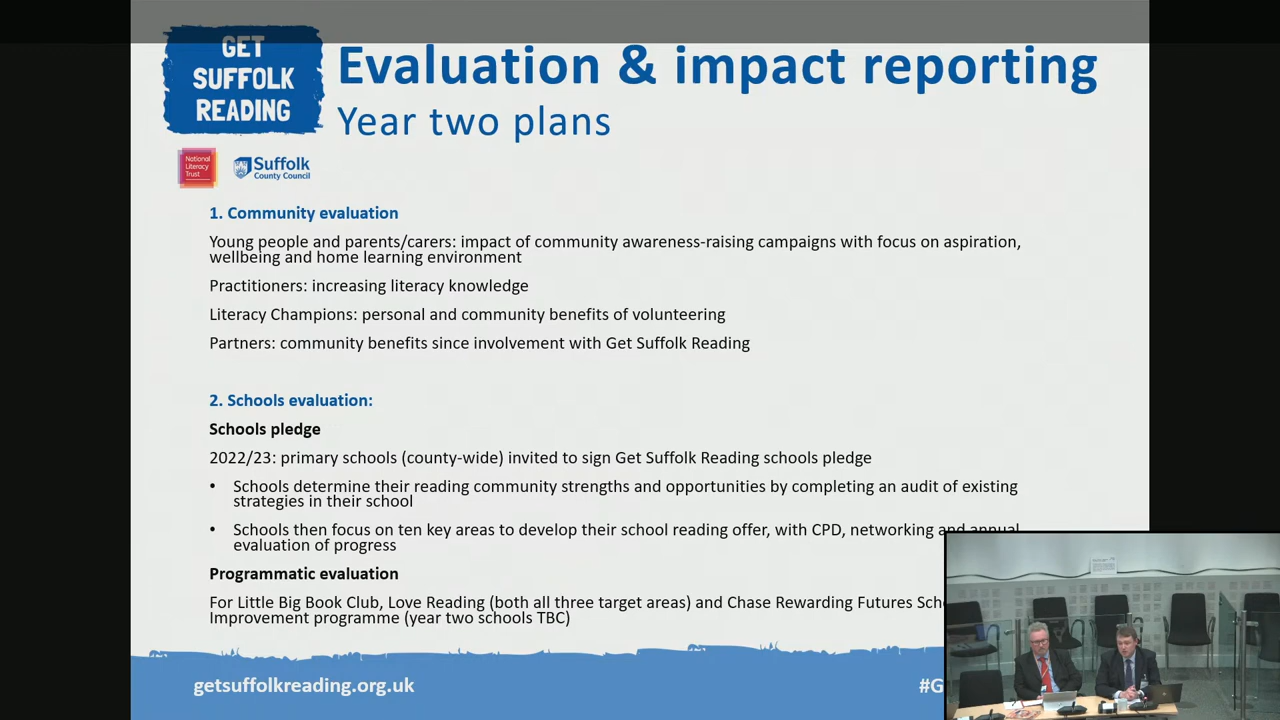 GET
SUFFOLK
READING
Evaluation & impact reporting
Year two plans
National
Literacy
Trust
Suffolk
County Council
1. Community evaluation
Young people and parents/carers: impact of community awareness-raising campaigns with focus on aspiration,
wellbeing and home learning environment
Practitioners: increasing literacy knowledge
Literacy Champions: personal and community benefits of volunteering
Partners: community benefits since involvement with Get Suffolk Reading
2. Schools evaluation:
Schools pledge
2022/23: primary schools (county-wide) invited to sign Get Suffolk Reading schools pledge
• Schools determine their reading community strengths and opportunities by completing an audit of existing
strategies in their school
• Schools then focus on ten key areas to develop their school reading offer, with CPD, networking and annual
evaluation of progress
Programmatic evaluation
For Little Big Book Club, Love Reading (both all three target areas) and Chase Rewarding Futures
Improvement programme (year two schools TBC)
getsuffolkreading.org.uk